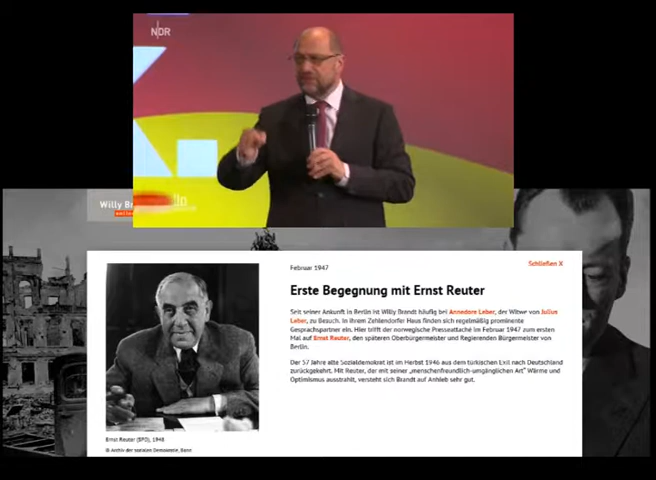 NDR
Willy Br
Februar 1947
Schließen X
Erste Begegnung mit Ernst Reuter
Seit seiner Ankunft in Berlin ist Willy Brandt häufig bei Annedore Leber, der Witwe von Julius
Leber, zu Besuch. In ihrem Zehlendorfer Haus finden sich regelmäßig prominente
Gesprächspartner ein. Hier trifft der norwegische Presseattaché im Februar 1947 zum ersten
Mal auf Ernst Reuter, den späteren Oberbürgermeister und Regierenden Bürgermeister von
Berlin.
Der 57 Jahre alte Sozialdemokrat ist im Herbst 1946 aus dem türkischen Exil nach Deutschland
zurückgekehrt. Mit Reuter, der mit seiner „menschenfreundlich-umgänglichen Art“ Wärme und
Optimismus ausstrahlt, versteht sich Brandt auf Anhieb sehr gut.
Ernst Reuter (SPD), 1948
© Archiv der sozialen Demokratie, Bonn